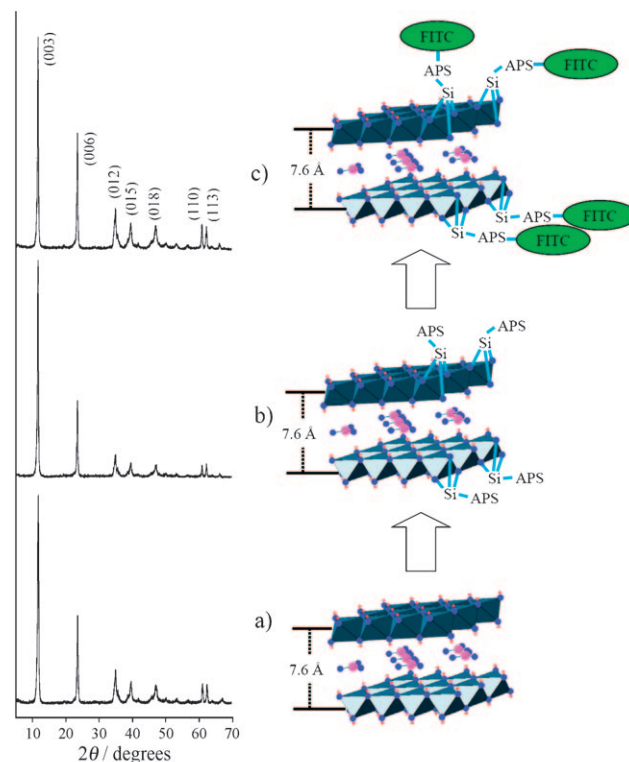 (003)
(006)
(012)
(015)
(018)
(110)
(113)
c)
7.6 Å
FITC
APS
Si
Si
APS
FITC
Si
APS
FITC
Si
APS
FITC
b)
7.6 Å
APS
Si
APS
Si
Si
APS
Si
APS
a)
7.6 Å
10 20 30 40 50 60 70
2θ / degrees